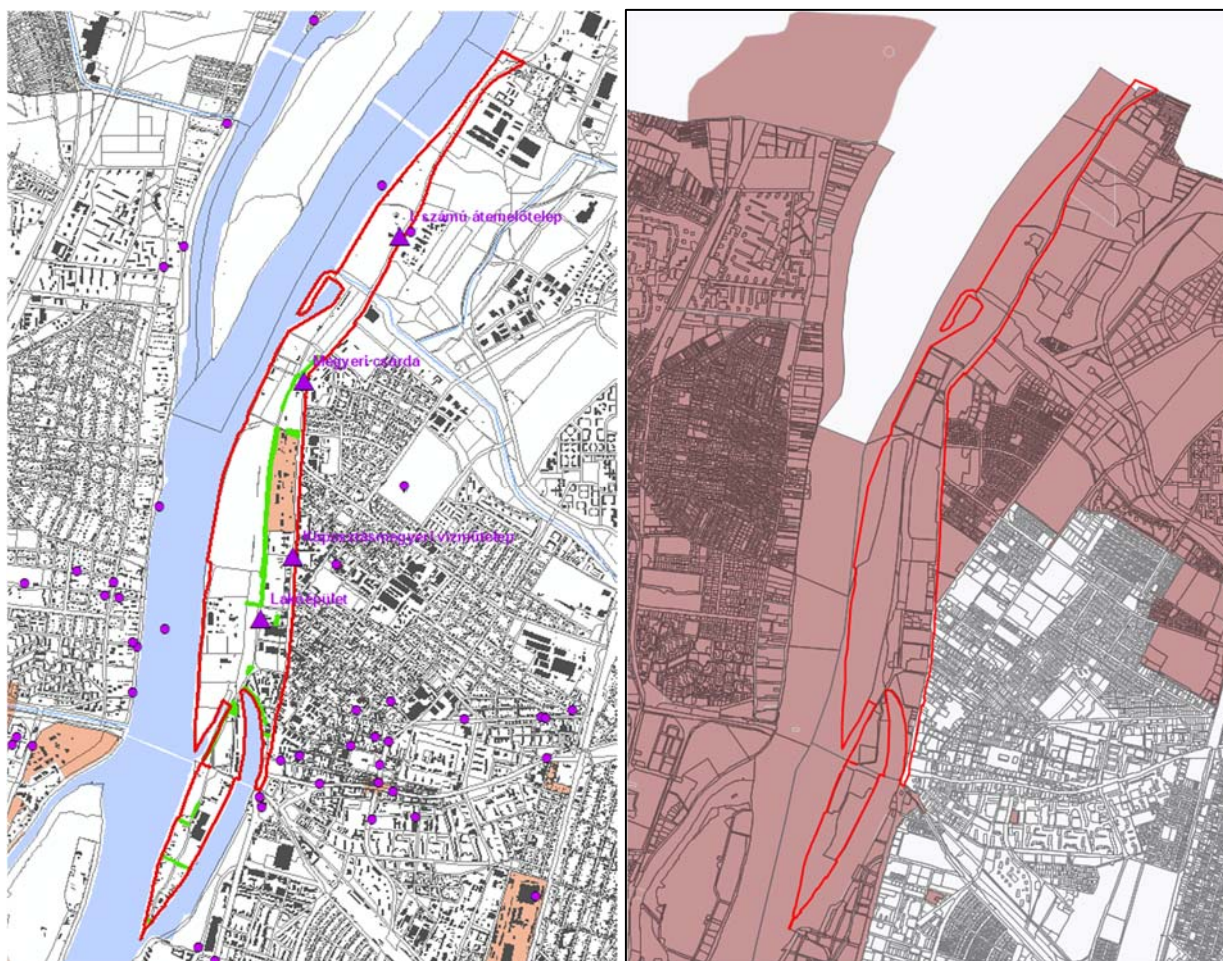 I. számú átemelőtelep
Megyeri csárda
Káposztásmegyeri vízműtelep
Lakóépület